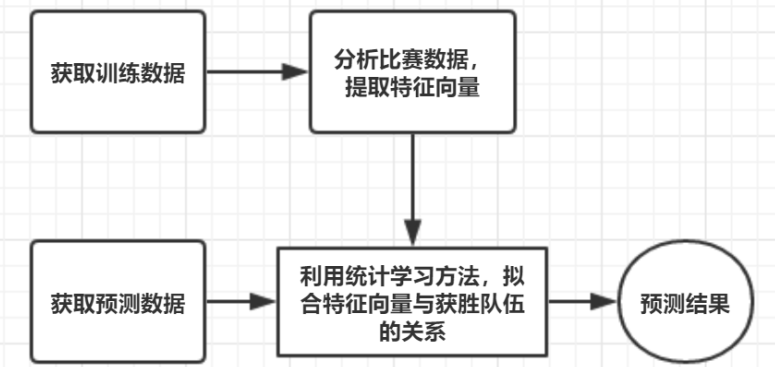 获取训练数据
分析比赛数据，
提取特征向量
获取预测数据
利用统计学习方法，拟
合特征向量与获胜队伍
的关系
预测结果